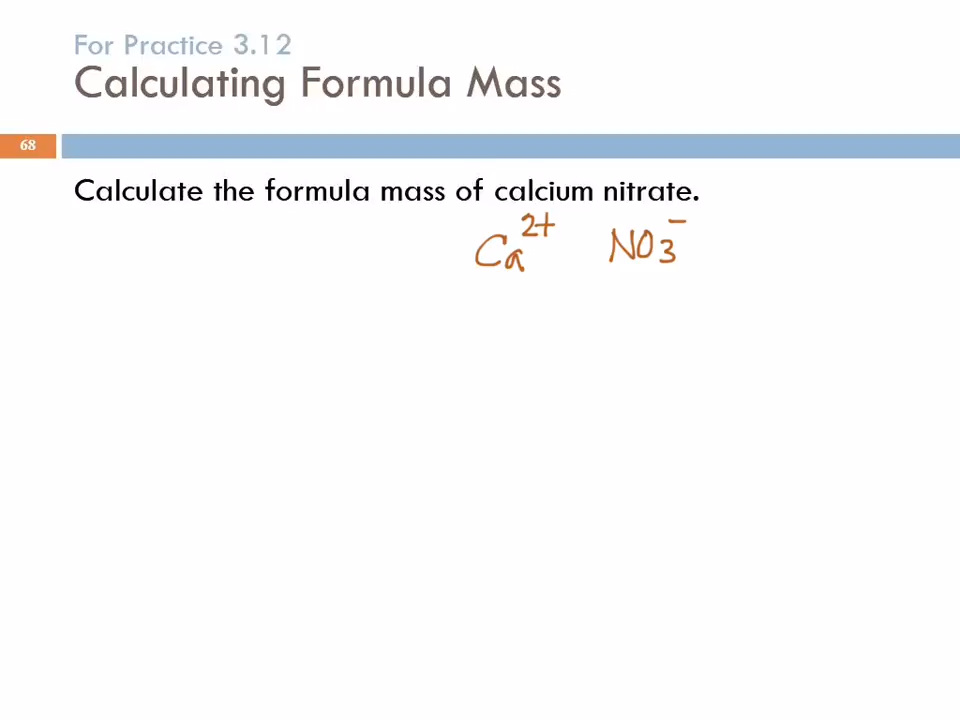 For Practice 3.12
Calculating Formula Mass
68
Calculate the formula mass of calcium nitrate.
Ca²⁺ NO₃⁻